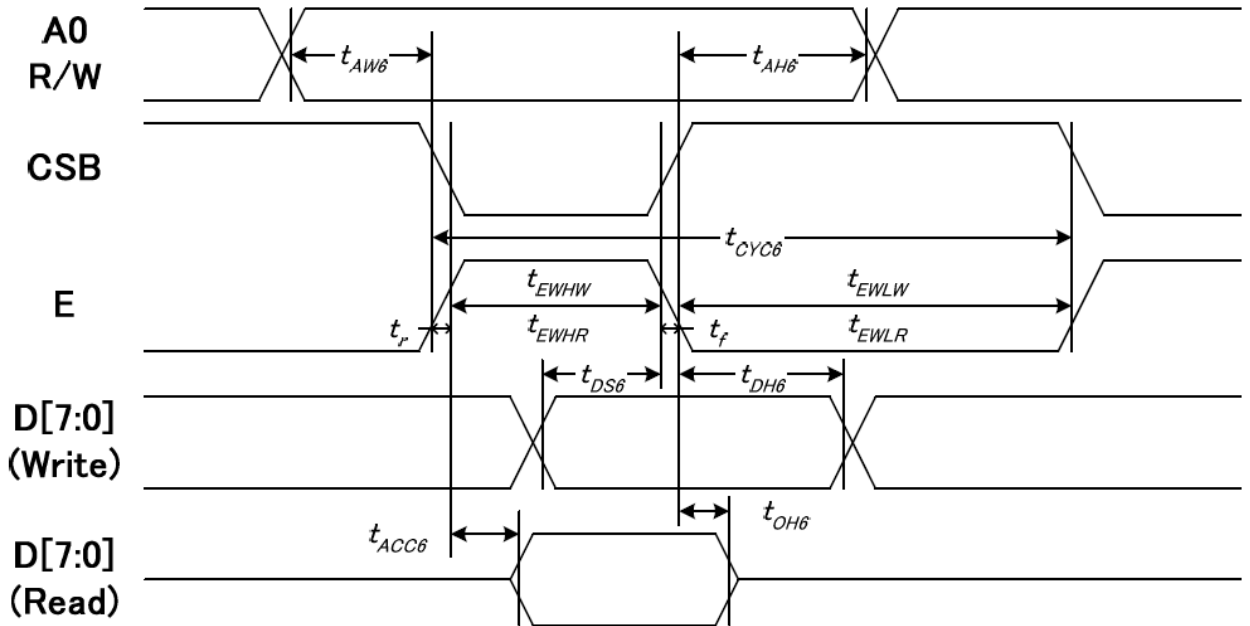 A0
R/W
t_AW6
t_AH6
CSB
t_CYC6
E
t_EWHW
t_EWLW
t_r
t_EWHR
t_f
t_EWLR
t_DS6
t_DH6
D[7:0]
(Write)
t_OH6
t_ACC6
D[7:0]
(Read)